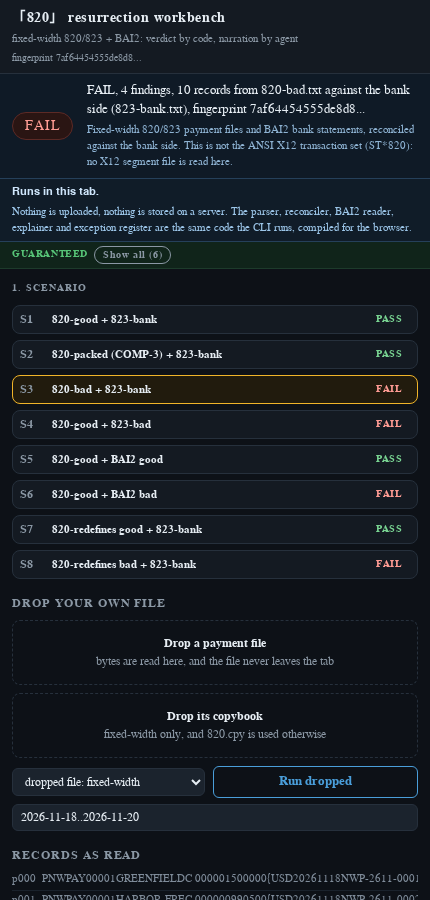 「820」 resurrection workbench
fixed-width 820/823 + BAI2: verdict by code, narration by agent
fingerprint 7af64454555de8d8...
FAIL
FAIL, 4 findings, 10 records from 820-bad.txt against the bank
side (823-bank.txt), fingerprint 7af64454555de8d8...
Fixed-width 820/823 payment files and BAI2 bank statements, reconciled
against the bank side. This is not the ANSI X12 transaction set (ST*820):
no X12 segment file is read here.
Runs in this tab.
Nothing is uploaded, nothing is stored on a server. The parser, reconciler, BAI2 reader,
explainer and exception register are the same code the CLI runs, compiled for the browser.
GUARANTEED Show all (6)
1. SCENARIO
S1 820-good + 823-bank PASS
S2 820-packed (COMP-3) + 823-bank PASS
S3 820-bad + 823-bank FAIL
S4 820-good + 823-bad FAIL
S5 820-good + BAI2 good PASS
S6 820-good + BAI2 bad FAIL
S7 820-redefines good + 823-bank PASS
S8 820-redefines bad + 823-bank FAIL
DROP YOUR OWN FILE
Drop a payment file
bytes are read here, and the file never leaves the tab
Drop its copybook
fixed-width only, and 820.cpy is used otherwise
dropped file: fixed-width Run dropped
2026-11-18..2026-11-20
RECORDS AS READ
p000 PNWPAY00001GREENFIELDC 000001500000{USD20261118NWP-2611-0001